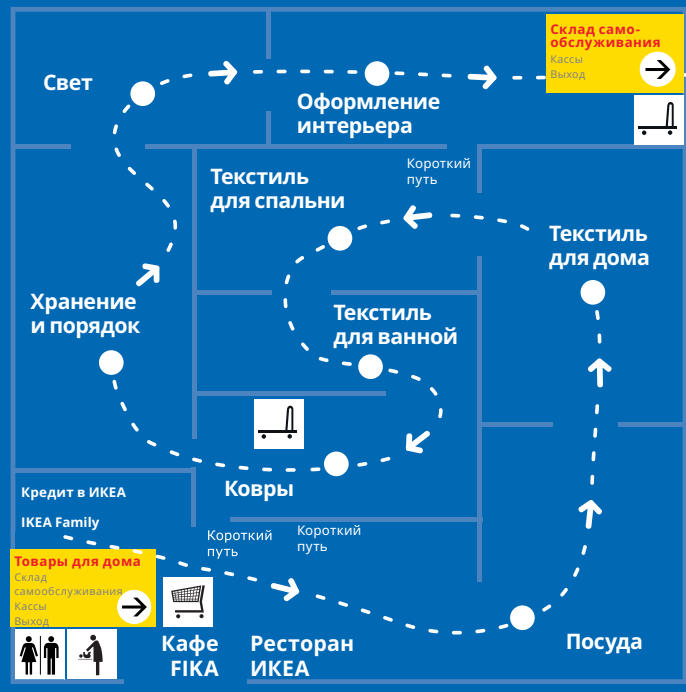 Склад само-
обслуживания
Кассы
Выход
Свет
Оформление
интерьера
Короткий
путь
Текстиль
для спальни
Текстиль
для дома
Хранение
и порядок
Текстиль
для ванной
Ковры
Кредит в ИКЕА
IKEA Family
Короткий
путь
Короткий
путь
Товары для дома
Склад
самообслуживания
Кассы
Выход
Кафе
FIKA
Ресторан
ИКЕА
Посуда